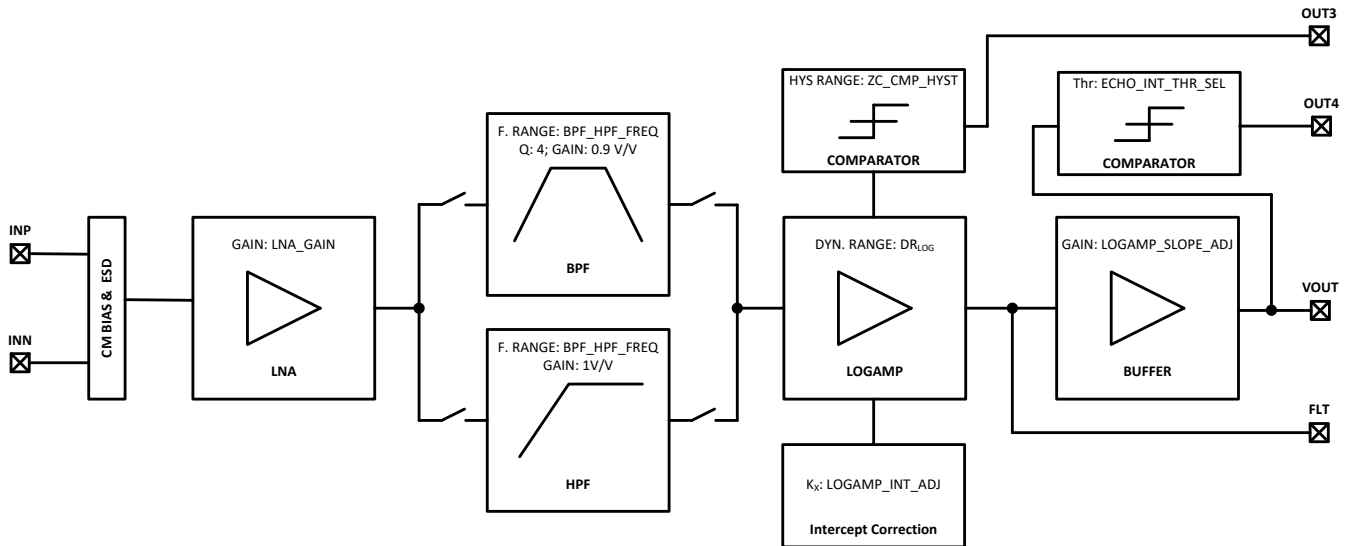 OUT3
HYS RANGE: ZC_CMP_HYST
COMPARATOR
Thr: ECHO_INT_THR_SEL
COMPARATOR
OUT4
F. RANGE: BPF_HPF_FREQ
Q: 4; GAIN: 0.9 V/V
BPF
INP
INN
CM BIAS & ESD
GAIN: LNA_GAIN
LNA
F. RANGE: BPF_HPF_FREQ
GAIN: 1V/V
HPF
DYN. RANGE: DRLOG
LOGAMP
GAIN: LOGAMP_SLOPE_ADJ
BUFFER
VOUT
FLT
KX: LOGAMP_INT_ADJ
Intercept Correction